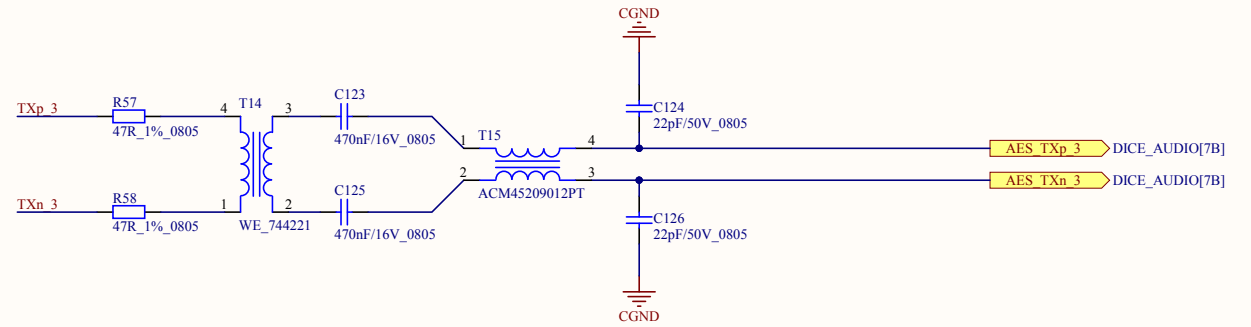 CGND
TXp_3
R57
47R_1%_0805
4
T14
3
C123
470nF/16V_0805
C124
22pF/50V_0805
1
T15
4
AES_TXp_3
DICE_AUDIO[7B]
2
3
AES_TXn_3
DICE_AUDIO[7B]
ACM45209012PT
TXn_3
R58
47R_1%_0805
1
2
WE_744221
C125
470nF/16V_0805
C126
22pF/50V_0805
CGND